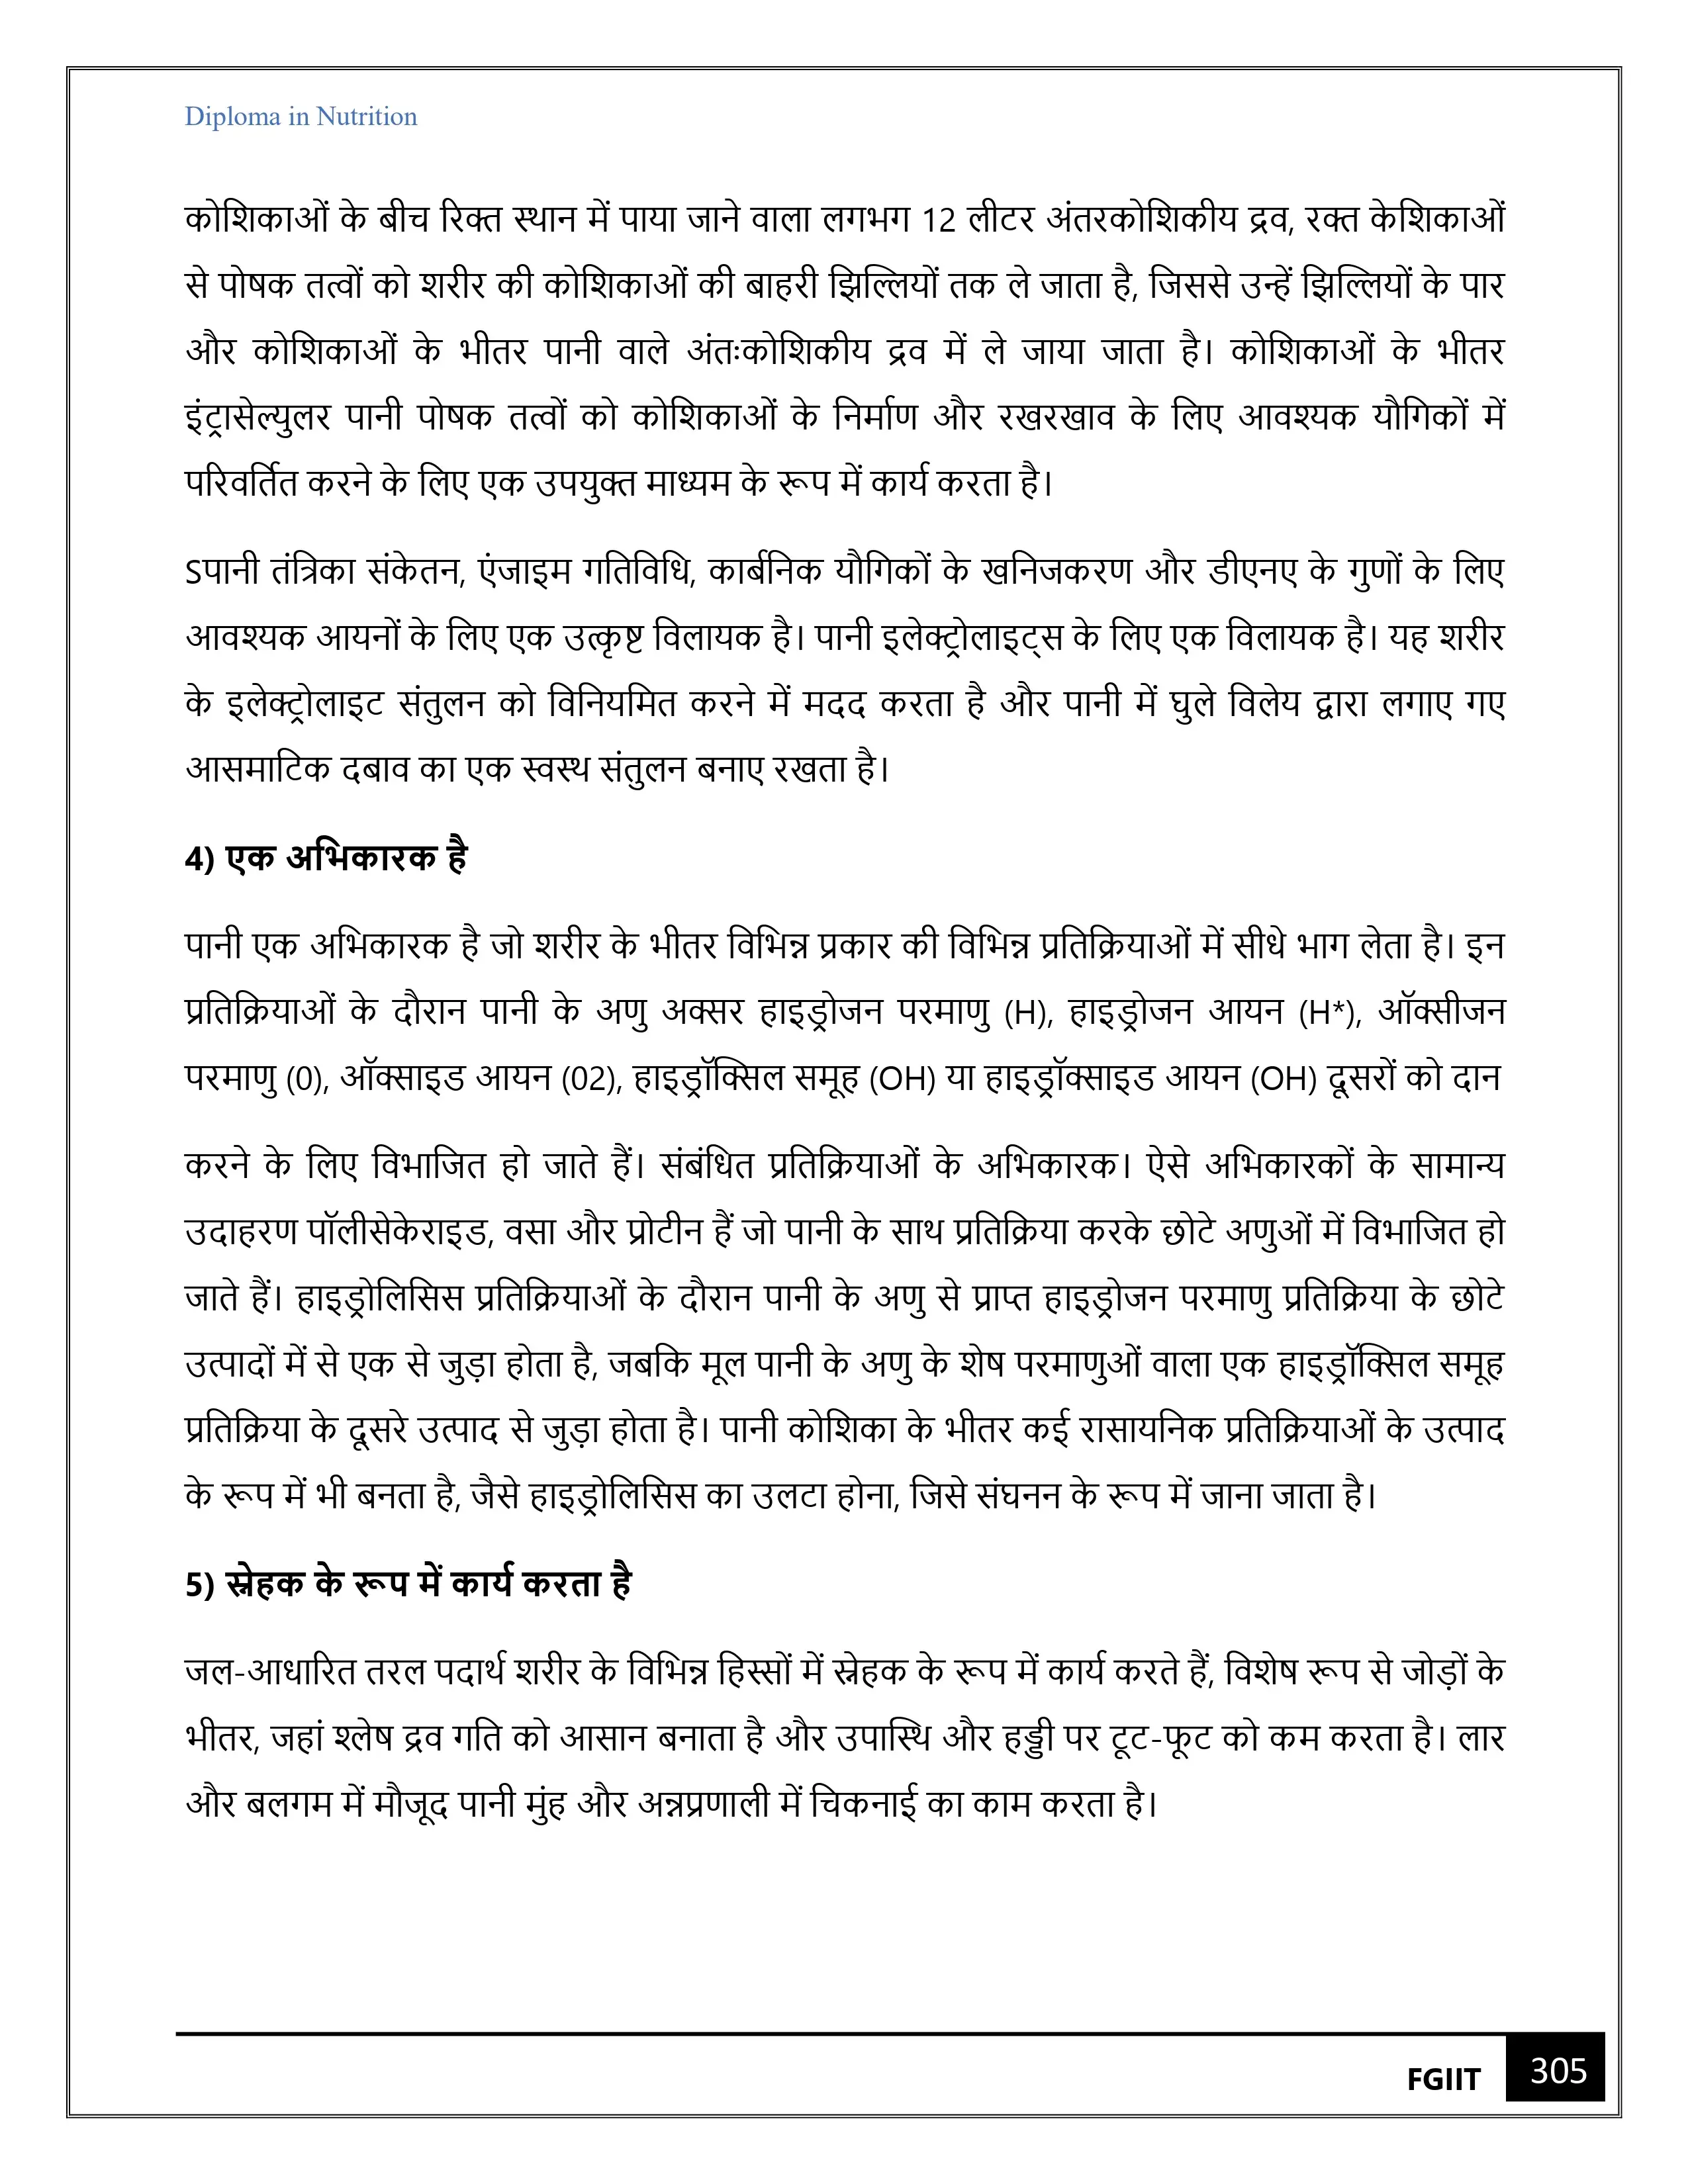 Diploma in Nutrition
कोशिकाओं के बीच रिक्त स्थान में पाया जाने वाला लगभग 12 लीटर अंतरकोशिकीय द्रव, रक्त केशिकाओं
से पोषक तत्वों को शरीर की कोशिकाओं की बाहरी झिल्लियों तक ले जाता है, जिससे उन्हें झिल्लियों के पार
और कोशिकाओं के भीतर पानी वाले अंतःकोशिकीय द्रव में ले जाया जाता है। कोशिकाओं के भीतर
इंट्रासेल्युलर पानी पोषक तत्वों को कोशिकाओं के निर्माण और रखरखाव के लिए आवश्यक यौगिकों में
परिवर्तित करने के लिए एक उपयुक्त माध्यम के रूप में कार्य करता है।
Sपानी तंत्रिका संकेतन, एंजाइम गतिविधि, कार्बनिक यौगिकों के खनिजकरण और डीएनए के गुणों के लिए
आवश्यक आयनों के लिए एक उत्कृष्ट विलायक है। पानी इलेक्ट्रोलाइट्स के लिए एक विलायक है। यह शरीर
के इलेक्ट्रोलाइट संतुलन को विनियमित करने में मदद करता है और पानी में घुले विलेय द्वारा लगाए गए
आसमाटिक दबाव का एक स्वस्थ संतुलन बनाए रखता है।
4) एक अभिकारक है
पानी एक अभिकारक है जो शरीर के भीतर विभिन्न प्रकार की विभिन्न प्रतिक्रियाओं में सीधे भाग लेता है। इन
प्रतिक्रियाओं के दौरान पानी के अणु अक्सर हाइड्रोजन परमाणु (H), हाइड्रोजन आयन (H*), ऑक्सीजन
परमाणु (0), ऑक्साइड आयन (02), हाइड्रॉक्सिल समूह (OH) या हाइड्रॉक्साइड आयन (OH) दूसरों को दान
करने के लिए विभाजित हो जाते हैं। संबंधित प्रतिक्रियाओं के अभिकारक। ऐसे अभिकारकों के सामान्य
उदाहरण पॉलीसेकेराइड, वसा और प्रोटीन हैं जो पानी के साथ प्रतिक्रिया करके छोटे अणुओं में विभाजित हो
जाते हैं। हाइड्रोलिसिस प्रतिक्रियाओं के दौरान पानी के अणु से प्राप्त हाइड्रोजन परमाणु प्रतिक्रिया के छोटे
उत्पादों में से एक से जुड़ा होता है, जबकि मूल पानी के अणु के शेष परमाणुओं वाला एक हाइड्रॉक्सिल समूह
प्रतिक्रिया के दूसरे उत्पाद से जुड़ा होता है। पानी कोशिका के भीतर कई रासायनिक प्रतिक्रियाओं के उत्पाद
के रूप में भी बनता है, जैसे हाइड्रोलिसिस का उलटा होना, जिसे संघनन के रूप में जाना जाता है।
5) स्नेहक के रूप में कार्य करता है
जल-आधारित तरल पदार्थ शरीर के विभिन्न हिस्सों में स्नेहक के रूप में कार्य करते हैं, विशेष रूप से जोड़ों के
भीतर, जहां श्लेष द्रव गति को आसान बनाता है और उपास्थि और हड्डी पर टूट-फूट को कम करता है। लार
और बलगम में मौजूद पानी मुंह और अन्नप्रणाली में चिकनाई का काम करता है।
FGIIT 305